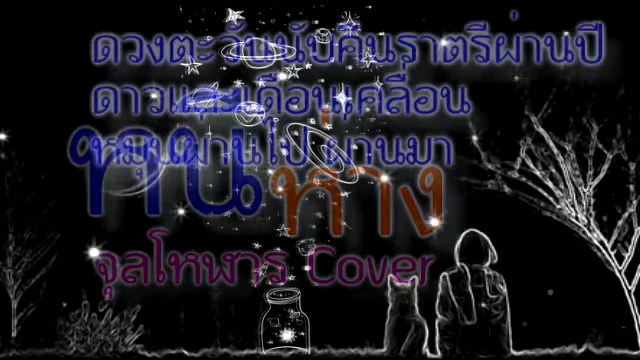 ดวงตะวันนับคืนราตรีผ่านปี
ดาวและเดือนเคลื่อน
หมุนผ่านไป ผ่านมา
ทิ้น
ห่าง
จุลโหฬาร Cover